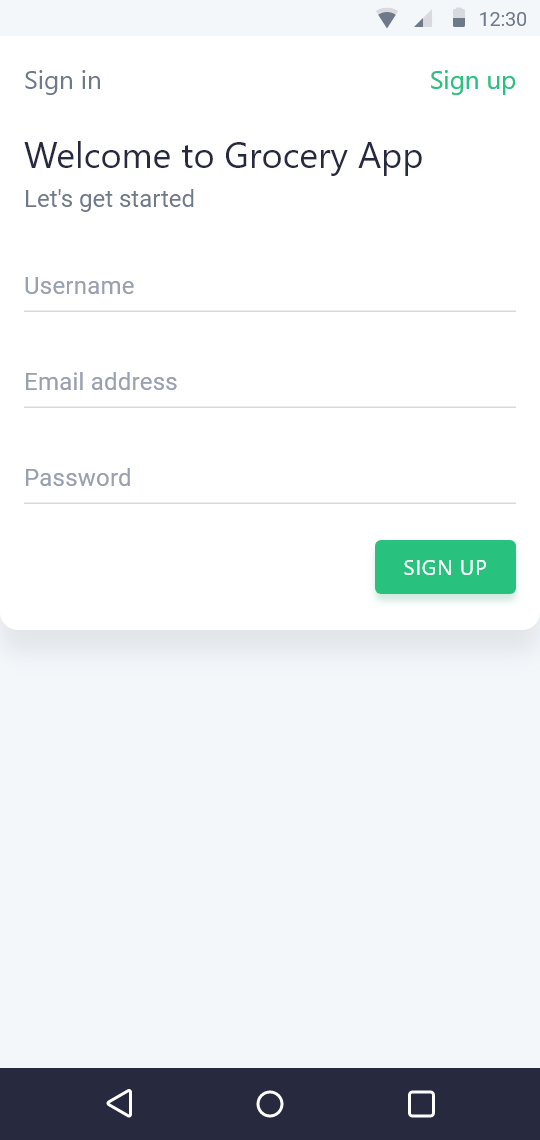 12:30
Sign in Sign up
Welcome to Grocery App
Let's get started
Username
Email address
Password
SIGN UP